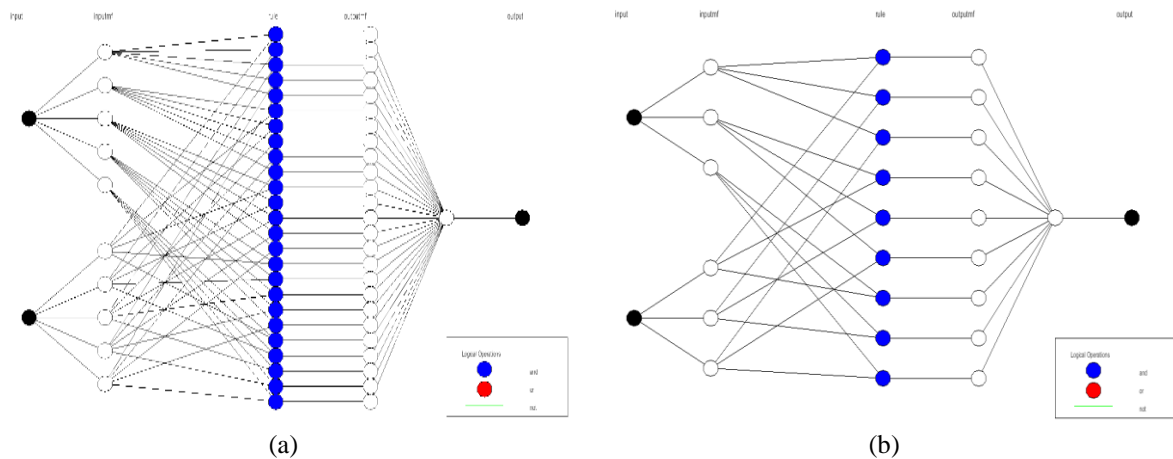 input inputmf rule outputmf output
Logical Operations
and
or
not
(a)
input inputmf rule outputmf output
Logical Operations
and
or
not
(b)